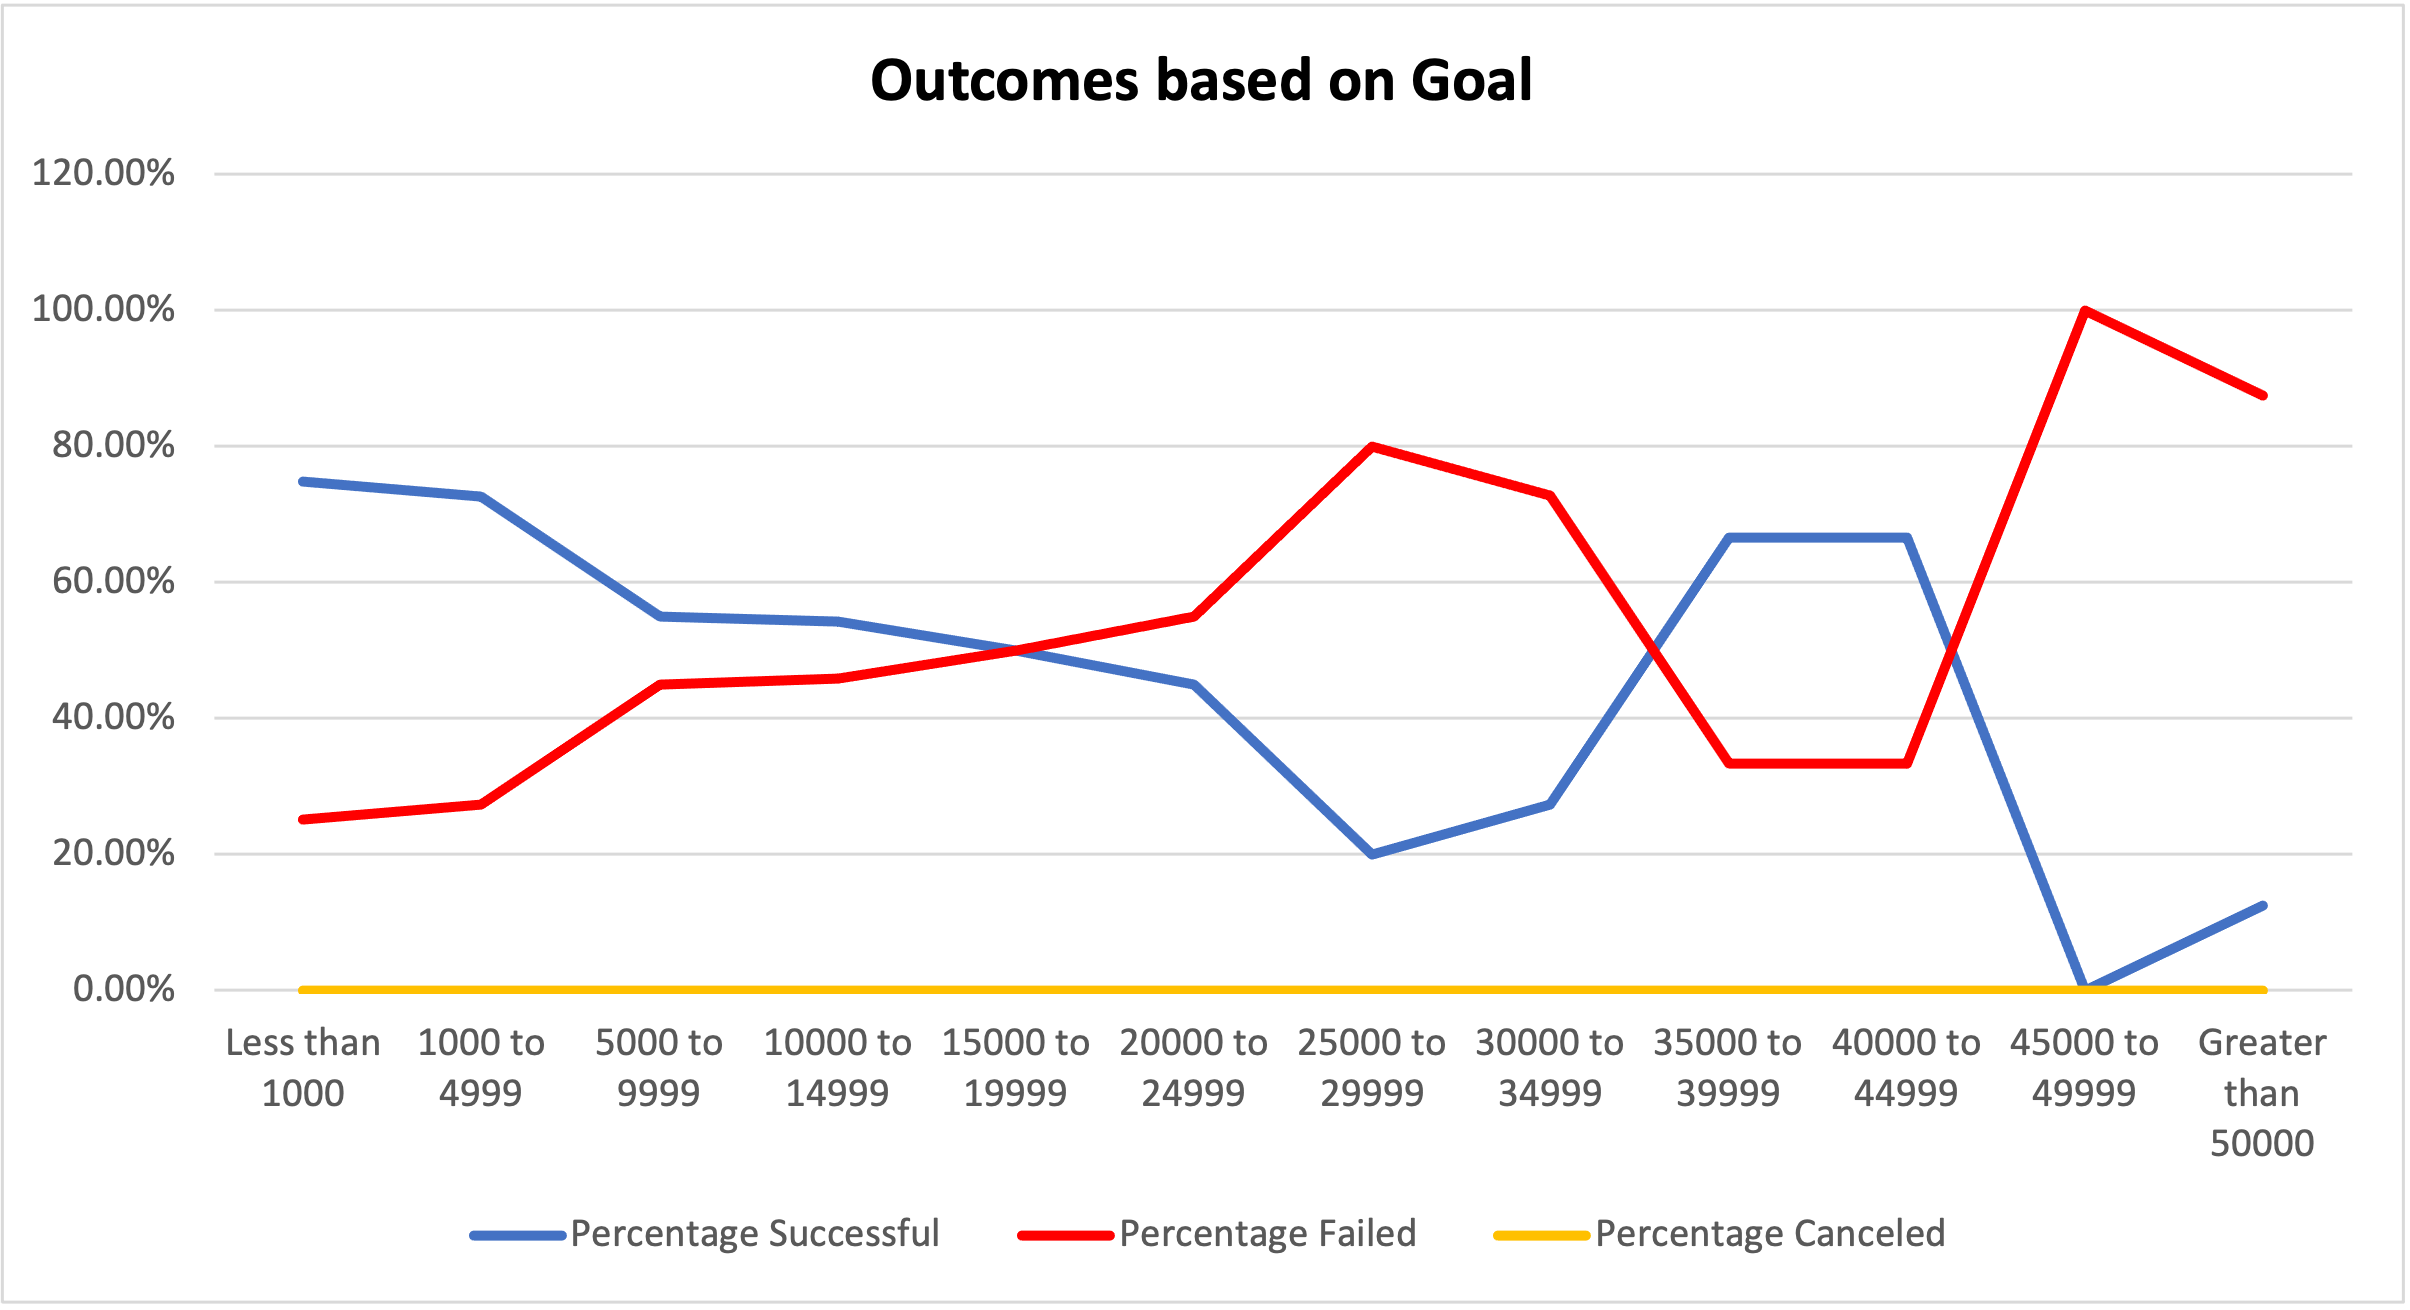 Outcomes based on Goal
120.00%
100.00%
80.00%
60.00%
40.00%
20.00%
0.00%
Less than
1000
1000 to
4999
5000 to
9999
10000 to
14999
15000 to
19999
20000 to
24999
25000 to
29999
30000 to
34999
35000 to
39999
40000 to
44999
45000 to
49999
Greater
than
50000
Percentage Successful
Percentage Failed
Percentage Canceled